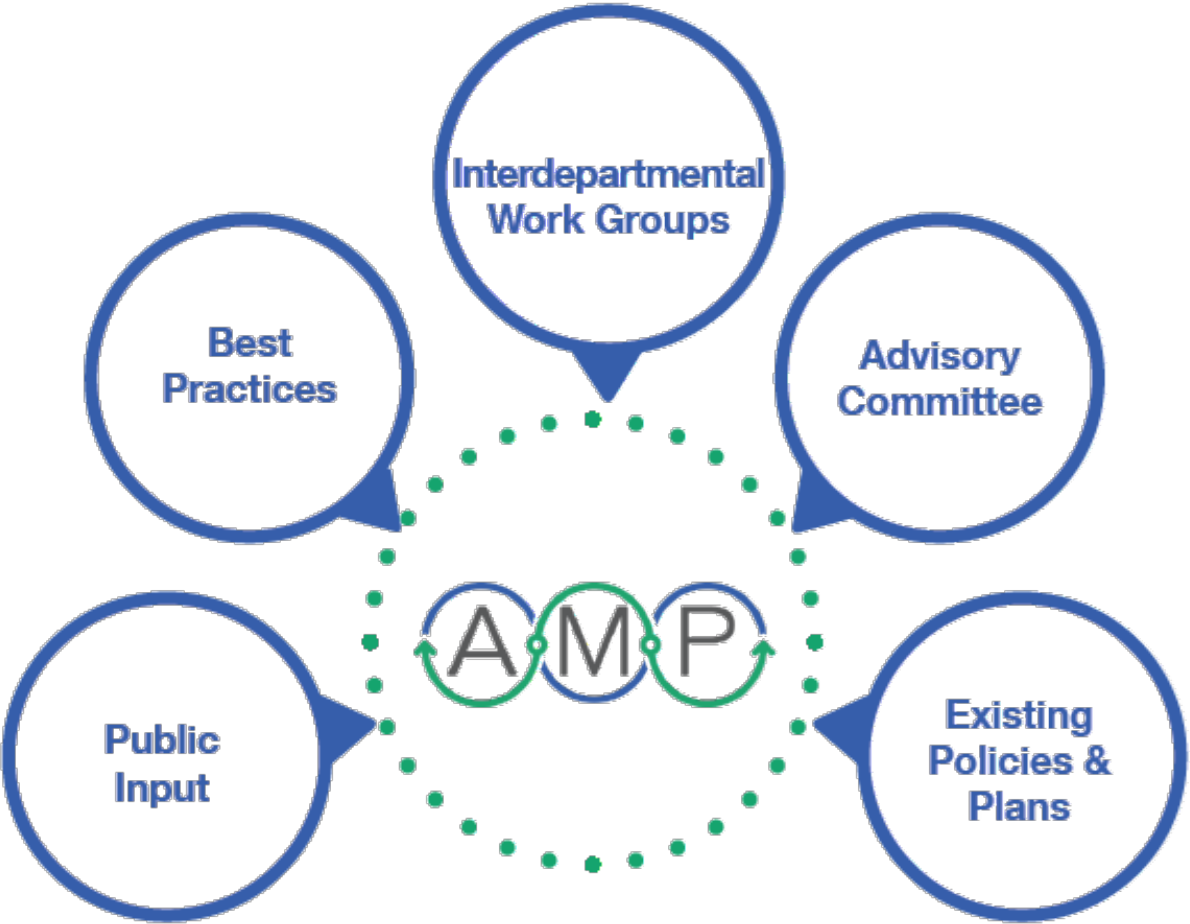 Interdepartmental
Work Groups
Best
Practices
Advisory
Committee
AMP
Public
Input
Existing
Policies &
Plans